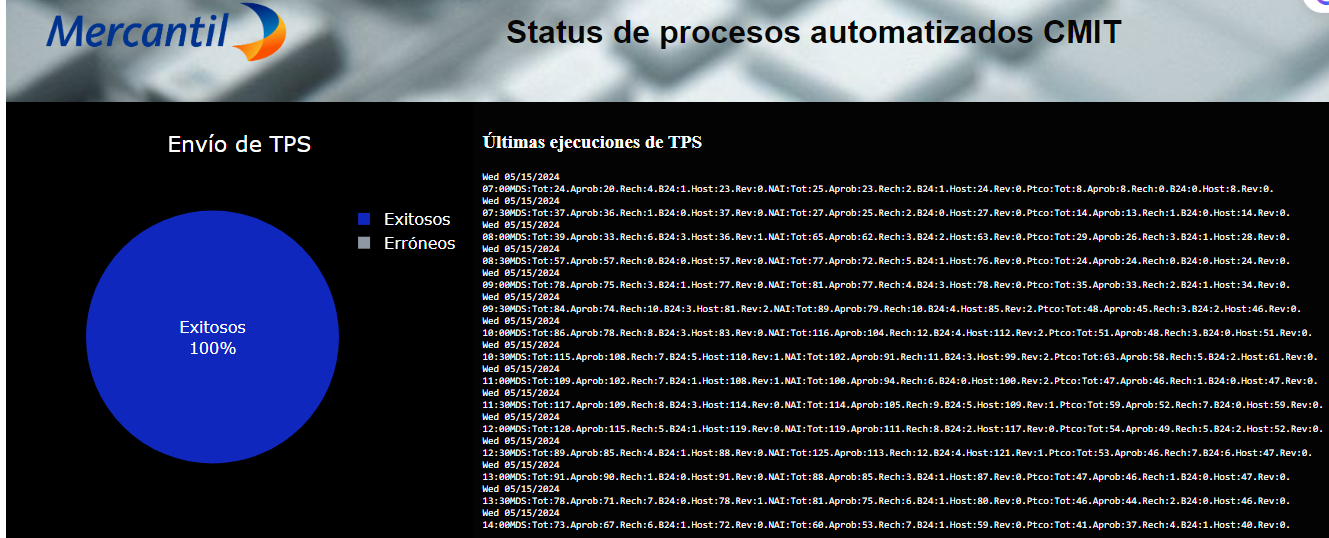 Mercantil
Status de procesos automatizados CMIT
Envío de TPS
Exitosos
Erróneos
Exitosos
100%
Últimas ejecuciones de TPS
Wed 05/15/2024
07:00MDS:Tot:24.Aprob:20.Rech:4.B24:1.Host:23.Rev:0.NAI:Tot:25.Aprob:23.Rech:2.B24:1.Host:24.Rev:0.Ptco:Tot:8.Aprob:8.Rech:0.B24:0.Host:8.Rev:0.
Wed 05/15/2024
07:30MDS:Tot:37.Aprob:36.Rech:1.B24:0.Host:37.Rev:0.NAI:Tot:27.Aprob:25.Rech:2.B24:0.Host:27.Rev:0.Ptco:Tot:14.Aprob:13.Rech:1.B24:0.Host:14.Rev:0.
Wed 05/15/2024
08:00MDS:Tot:39.Aprob:33.Rech:6.B24:3.Host:36.Rev:1.NAI:Tot:65.Aprob:62.Rech:3.B24:2.Host:63.Rev:0.Ptco:Tot:29.Aprob:26.Rech:3.B24:1.Host:28.Rev:0.
Wed 05/15/2024
08:30MDS:Tot:57.Aprob:57.Rech:0.B24:0.Host:57.Rev:0.NAI:Tot:77.Aprob:72.Rech:5.B24:1.Host:76.Rev:0.Ptco:Tot:24.Aprob:24.Rech:0.B24:0.Host:24.Rev:0.
Wed 05/15/2024
09:00MDS:Tot:78.Aprob:75.Rech:3.B24:1.Host:77.Rev:0.NAI:Tot:81.Aprob:77.Rech:4.B24:3.Host:78.Rev:0.Ptco:Tot:35.Aprob:33.Rech:2.B24:1.Host:34.Rev:0.
Wed 05/15/2024
09:30MDS:Tot:84.Aprob:74.Rech:10.B24:3.Host:81.Rev:2.NAI:Tot:89.Aprob:79.Rech:10.B24:4.Host:85.Rev:2.Ptco:Tot:48.Aprob:45.Rech:3.B24:2.Host:46.Rev:0.
Wed 05/15/2024
10:00MDS:Tot:86.Aprob:78.Rech:8.B24:3.Host:83.Rev:0.NAI:Tot:116.Aprob:104.Rech:12.B24:4.Host:112.Rev:2.Ptco:Tot:51.Aprob:48.Rech:3.B24:0.Host:51.Rev:0.
Wed 05/15/2024
10:30MDS:Tot:115.Aprob:108.Rech:7.B24:5.Host:110.Rev:1.NAI:Tot:102.Aprob:91.Rech:11.B24:3.Host:99.Rev:2.Ptco:Tot:63.Aprob:58.Rech:5.B24:2.Host:61.Rev:0.
Wed 05/15/2024
11:00MDS:Tot:109.Aprob:102.Rech:7.B24:1.Host:108.Rev:1.NAI:Tot:100.Aprob:94.Rech:6.B24:0.Host:100.Rev:2.Ptco:Tot:47.Aprob:46.Rech:1.B24:0.Host:47.Rev:0.
Wed 05/15/2024
11:30MDS:Tot:117.Aprob:109.Rech:8.B24:3.Host:114.Rev:0.NAI:Tot:114.Aprob:105.Rech:9.B24:5.Host:109.Rev:1.Ptco:Tot:59.Aprob:52.Rech:7.B24:0.Host:59.Rev:0.
Wed 05/15/2024
12:00MDS:Tot:120.Aprob:115.Rech:5.B24:1.Host:119.Rev:0.NAI:Tot:119.Aprob:111.Rech:8.B24:2.Host:117.Rev:0.Ptco:Tot:54.Aprob:49.Rech:5.B24:2.Host:52.Rev:0.
Wed 05/15/2024
12:30MDS:Tot:89.Aprob:85.Rech:4.B24:1.Host:88.Rev:0.NAI:Tot:125.Aprob:113.Rech:12.B24:4.Host:121.Rev:1.Ptco:Tot:53.Aprob:46.Rech:7.B24:6.Host:47.Rev:0.
Wed 05/15/2024
13:00MDS:Tot:91.Aprob:90.Rech:1.B24:0.Host:91.Rev:0.NAI:Tot:88.Aprob:85.Rech:3.B24:1.Host:87.Rev:0.Ptco:Tot:47.Aprob:46.Rech:1.B24:0.Host:47.Rev:0.
Wed 05/15/2024
13:30MDS:Tot:78.Aprob:71.Rech:7.B24:0.Host:78.Rev:1.NAI:Tot:81.Aprob:75.Rech:6.B24:1.Host:80.Rev:0.Ptco:Tot:46.Aprob:44.Rech:2.B24:0.Host:46.Rev:0.
Wed 05/15/2024
14:00MDS:Tot:73.Aprob:67.Rech:6.B24:1.Host:72.Rev:0.NAI:Tot:60.Aprob:53.Rech:7.B24:1.Host:59.Rev:0.Ptco:Tot:41.Aprob:37.Rech:4.B24:1.Host:40.Rev:0.